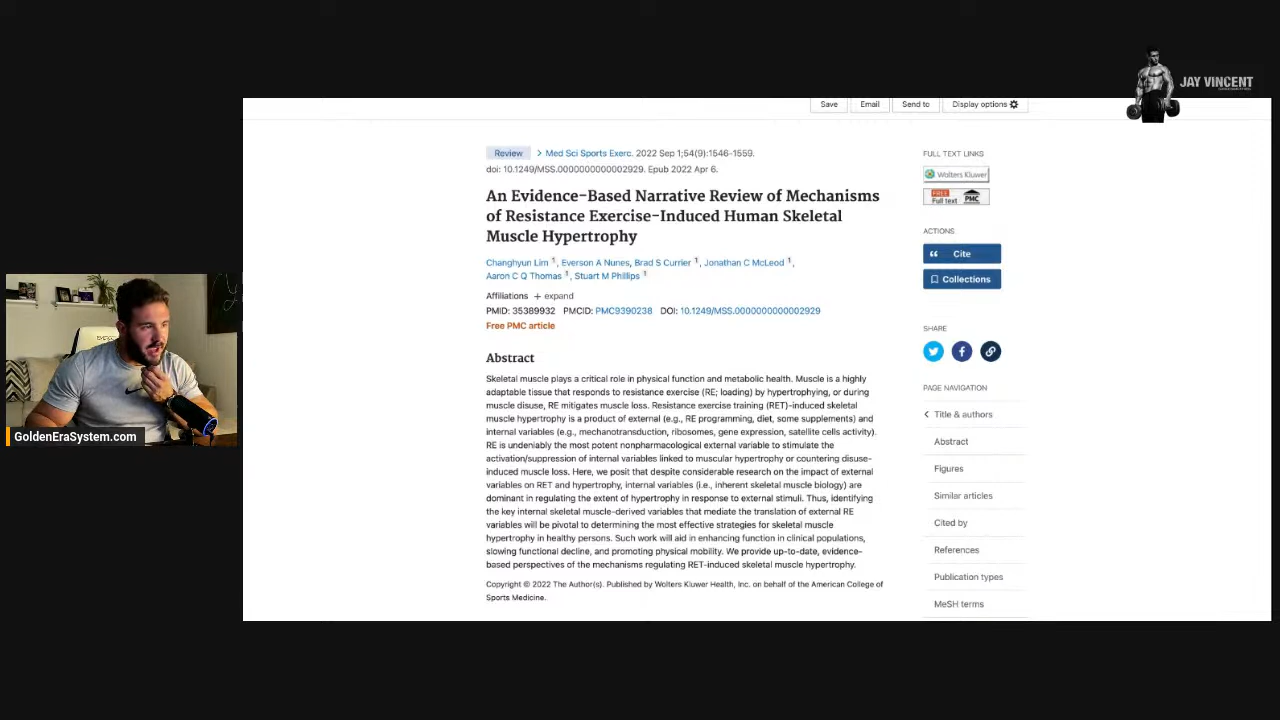 JAY VINCENT
Save
Email
Send to
Display options
Review
Med Sci Sports Exerc. 2022 Sep 1;54(9):1546-1559.
doi: 10.1249/MSS.0000000000002929. Epub 2022 Apr 6.
An Evidence-Based Narrative Review of Mechanisms
of Resistance Exercise-Induced Human Skeletal
Muscle Hypertrophy
Changhyun Lim 1, Everson A Nunes, Brad S Currier 1, Jonathan C McLeod 1,
Aaron C Q Thomas 1, Stuart M Phillips 1
Affiliations + expand
PMID: 35389932 PMCID: PMC9390238 DOI: 10.1249/MSS.0000000000002929
Free PMC article
Abstract
Skeletal muscle plays a critical role in physical function and metabolic health. Muscle is a highly
adaptable tissue that responds to resistance exercise (RE; loading) by hypertrophying, or during
muscle disuse, RE mitigates muscle loss. Resistance exercise training (RET)-induced skeletal
muscle hypertrophy is a product of external (e.g., RE programming, diet, some supplements) and
internal variables (e.g., mechanotransduction, ribosomes, gene expression, satellite cells activity).
RE is undeniably the most potent nonpharmacological external variable to stimulate the
activation/suppression of internal variables linked to muscular hypertrophy or countering disuse-
induced muscle loss. Here, we posit that despite considerable research on the impact of external
variables on RET and hypertrophy, internal variables (i.e., inherent skeletal muscle biology) are
dominant in regulating the extent of hypertrophy in response to external stimuli. Thus, identifying
the key internal skeletal muscle-derived variables that mediate the translation of external RE
variables will be pivotal to determining the most effective strategies for skeletal muscle
hypertrophy in healthy persons. Such work will aid in enhancing function in clinical populations,
slowing functional decline, and promoting physical mobility. We provide up-to-date, evidence-
based perspectives of the mechanisms regulating RET-induced skeletal muscle hypertrophy.
Copyright © 2022 The Author(s). Published by Wolters Kluwer Health, Inc. on behalf of the American College of
Sports Medicine.
FULL TEXT LINKS
Wolters Kluwer
FREE
Full text PMC
ACTIONS
Cite
Collections
SHARE
PAGE NAVIGATION
Title & authors
Abstract
Figures
Similar articles
Cited by
References
Publication types
MeSH terms
GoldenEraSystem.com